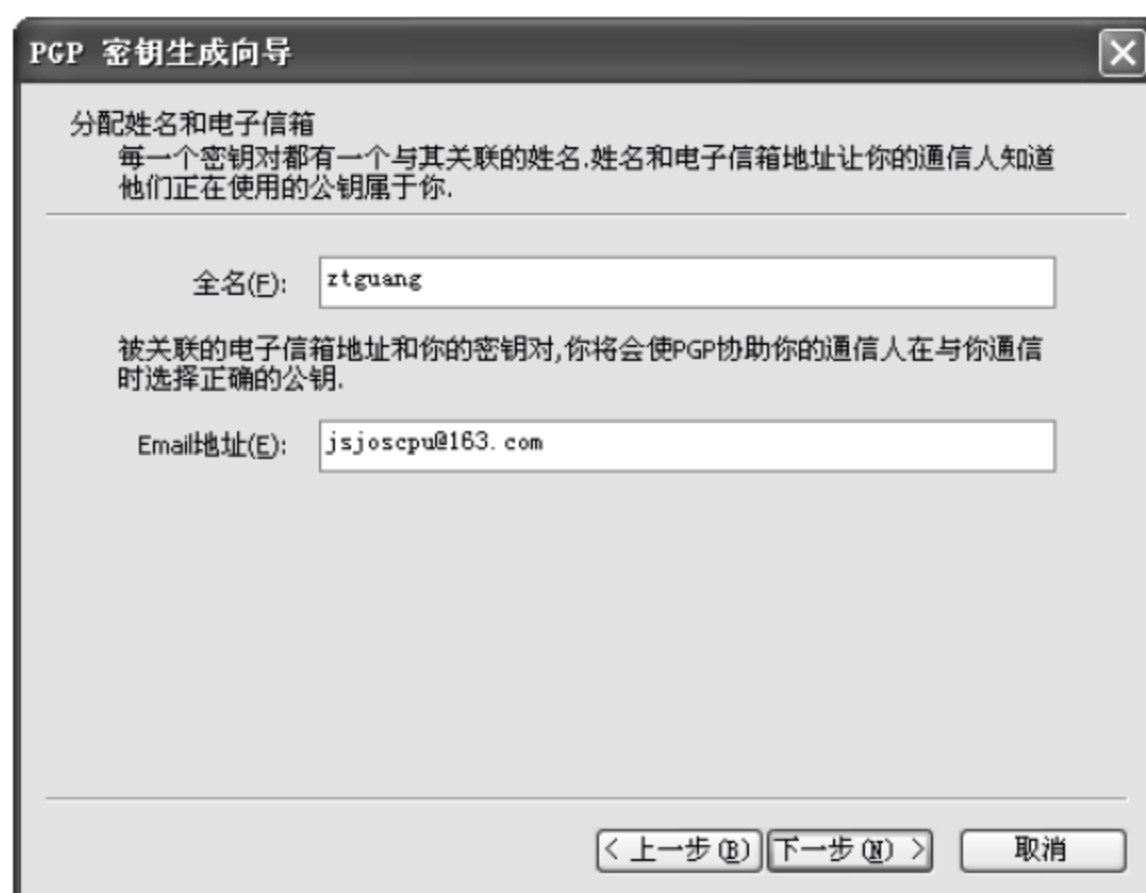 PGP 密钥生成向导
分配姓名和电子信箱
每一个密钥对都有一个与其关联的姓名.姓名和电子信箱地址让你的通信人知道
他们正在使用的公钥属于你.
全名(F):
ztguang
被关联的电子信箱地址和你的密钥对,你将会使PGP协助你的通信人在与你通信
时选择正确的公钥.
Email地址(E):
jsjoscpu@163.com
< 上一步(B)
下一步(N) >
取消